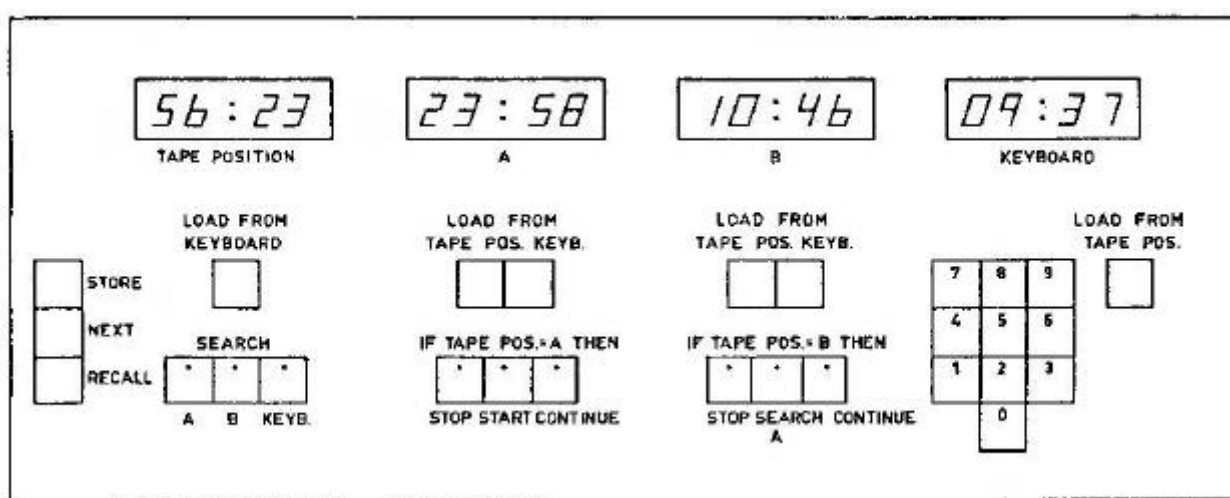 56:23 23:58 10:46 09:37
TAPE POSITION A B KEYBOARD
LOAD FROM KEYBOARD
LOAD FROM
TAPE POS. KEYB.
LOAD FROM
TAPE POS. KEYB.
LOAD FROM
TAPE POS.
STORE
NEXT
RECALL
SEARCH
A B KEYB.
IF TAPE POS.=A THEN
STOP START CONTINUE
IF TAPE POS.=B THEN
STOP SEARCH CONTINUE
A
7 8 9
4 5 6
1 2 3
0